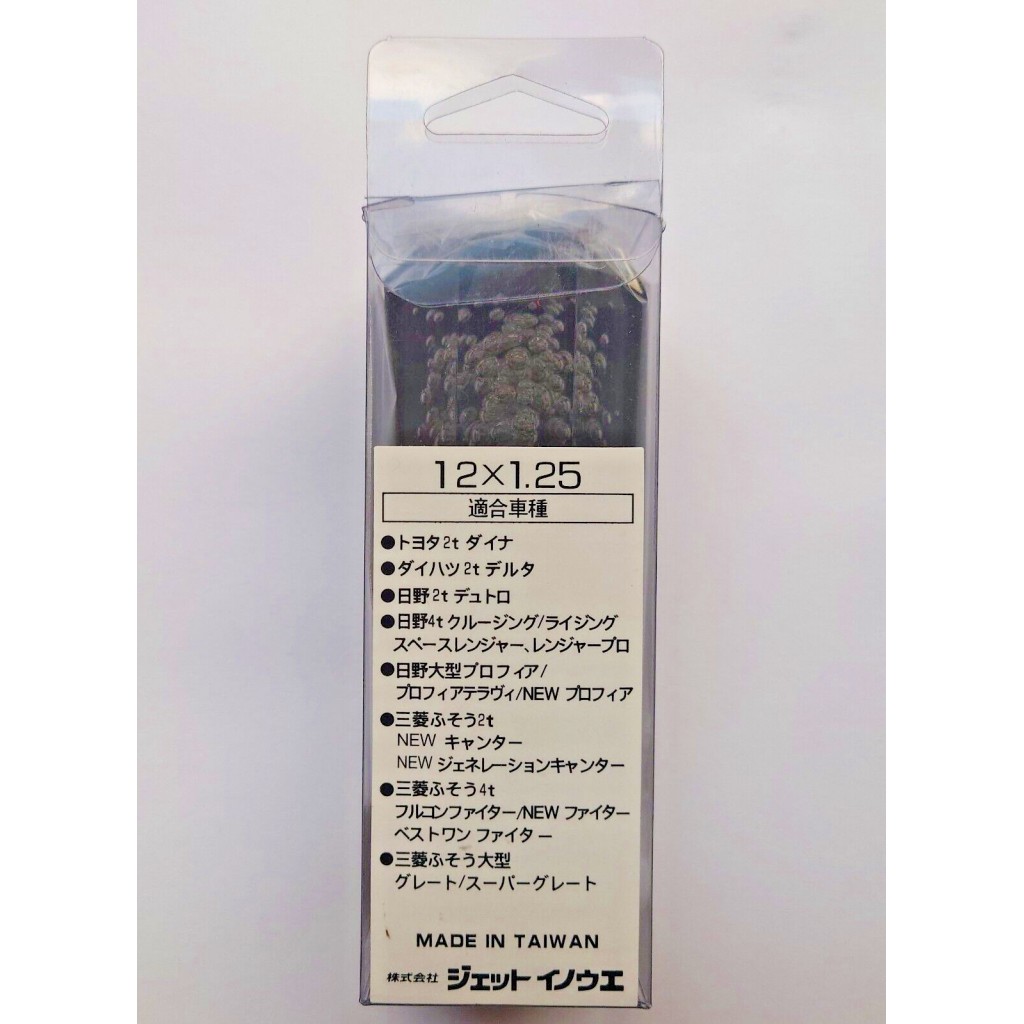 12×1.25
適合車種
●トヨタ2t ダイナ
●ダイハツ2t デルタ
●日野2t デュトロ
●日野4t クルージング/ライジング
スペースレンジャー、レンジャープロ
●日野大型プロフィア/
プロフィアテラヴィ/NEW プロフィア
●三菱ふそう2t
NEW キャンター
NEW ジェネレーションキャンター
●三菱ふそう4t
フルコンファイター/NEW ファイター
ベストワン ファイター
●三菱ふそう大型
グレート/スーパーグレート
MADE IN TAIWAN
株式会社 ジェット イノウエ